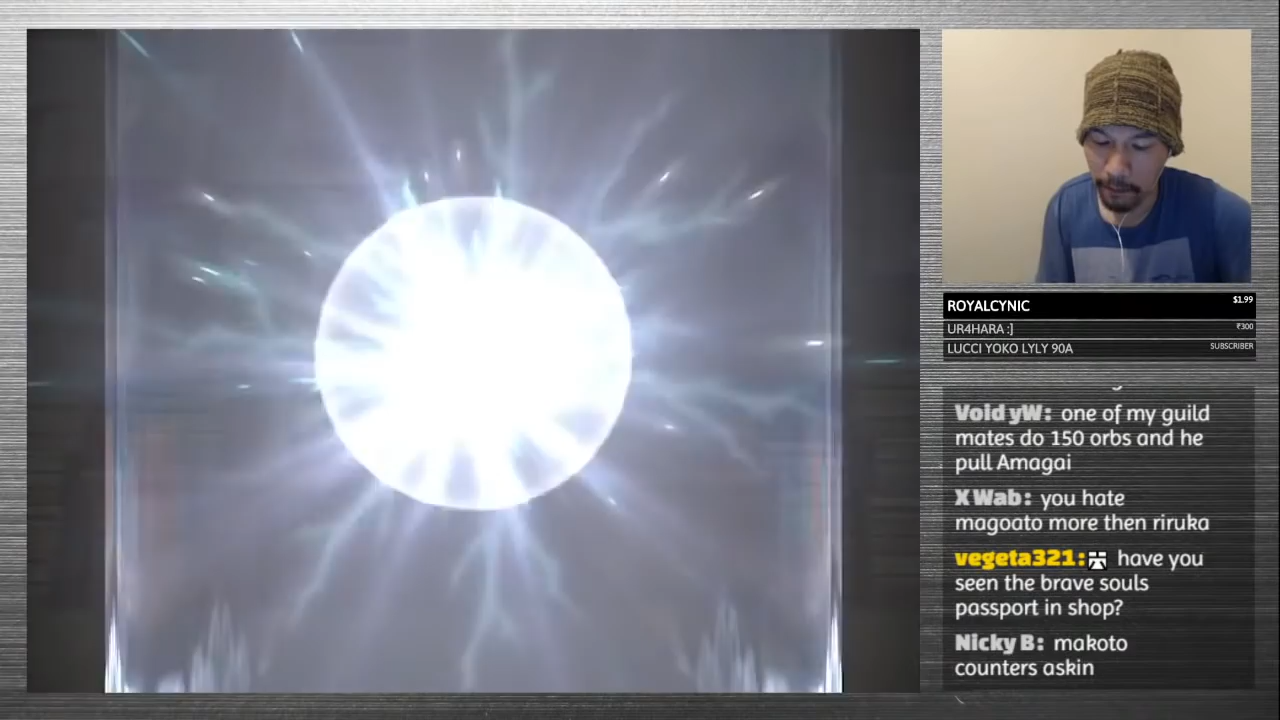 ROYALCYNIC $1.99
UR4HARA :] ₹300
LUCCI YOKO LYLY 90A SUBSCRIBER
Void yW: one of my guild
mates do 150 orbs and he
pull Amagai
X Wab: you hate
magoato more then riruka
vegeta321: have you
seen the brave souls
passport in shop?
Nicky B: makoto
counters askin